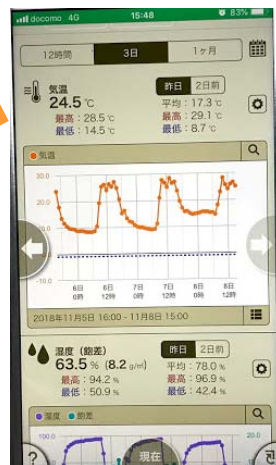 docomo 4G 15:48 83%
12時間 3日 1ヶ月
気温 昨日 2日前
24.5 ℃ 平均：17.3 ℃
最高：28.5 ℃ 最高：29.1 ℃
最低：14.5 ℃ 最低：8.7 ℃
気温
30.0
20.0
-10.0
6日 6日 7日 7日 8日 8日
0時 12時 0時 12時 0時 12時
2018年11月5日 16:00 - 11月8日 15:00
湿度（飽差） 昨日 2日前
63.5 % (8.2 g/㎥) 平均：78.0 %
最高：94.2 % 最高：96.9 %
最低：50.9 % 最低：42.4 %
湿度 飽差
100.0 20.0
? 現在